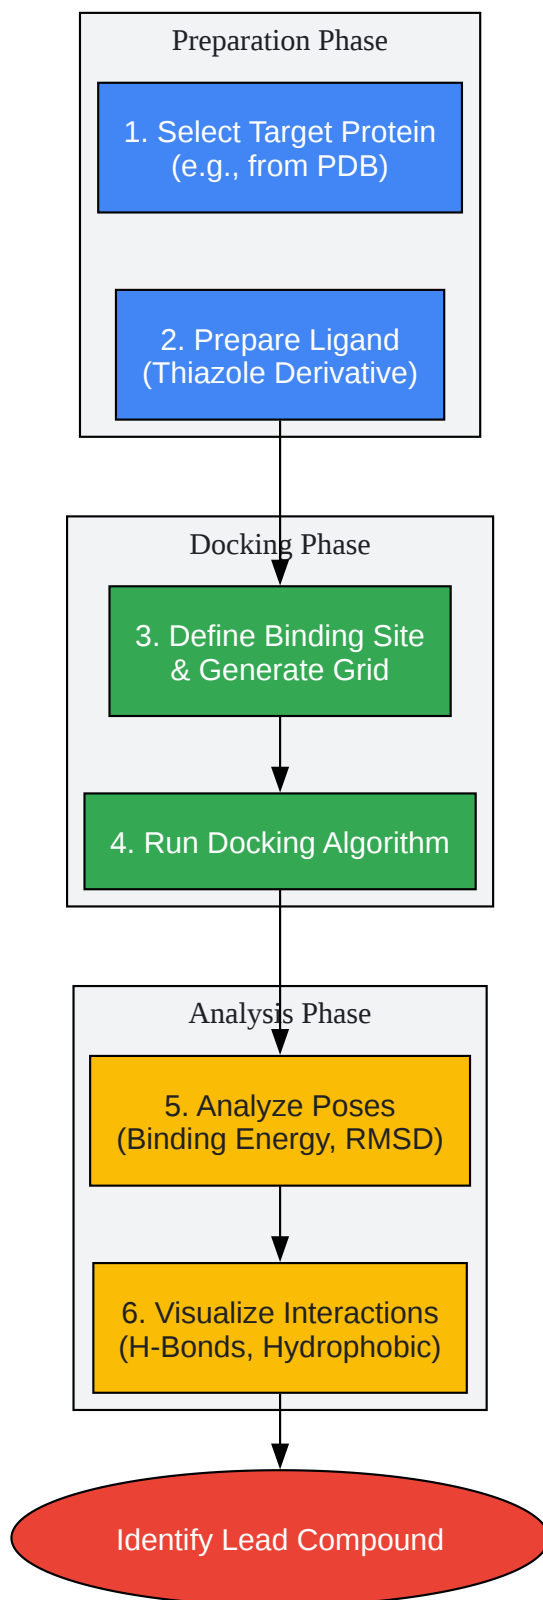 Preparation Phase
1. Select Target Protein
(e.g., from PDB)
2. Prepare Ligand
(Thiazole Derivative)
Docking Phase
3. Define Binding Site
& Generate Grid
4. Run Docking Algorithm
Analysis Phase
5. Analyze Poses
(Binding Energy, RMSD)
6. Visualize Interactions
(H-Bonds, Hydrophobic)
Identify Lead Compound